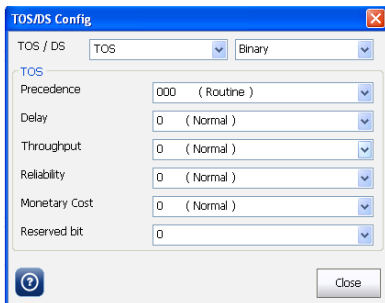 TOS/DS Config
TOS / DS TOS Binary
TOS
Precedence 000 ( Routine )
Delay 0 ( Normal )
Throughput 0 ( Normal )
Reliability 0 ( Normal )
Monetary Cost 0 ( Normal )
Reserved bit 0
? Close